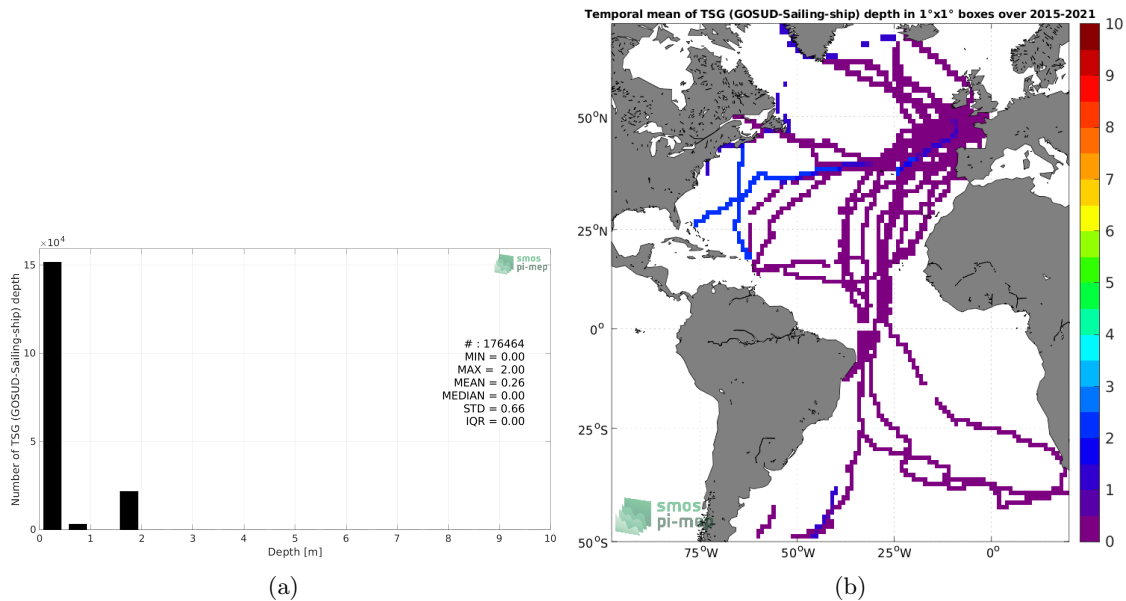 ×10⁴
15
10
5
0
Number of TSG (GOSUD-Sailing-ship) depth
smos
pi-mep
# : 176464
MIN = 0.00
MAX = 2.00
MEAN = 0.26
MEDIAN = 0.00
STD = 0.66
IQR = 0.00
0 1 2 3 4 5 6 7 8 9 10
Depth [m]
(a)
Temporal mean of TSG (GOSUD-Sailing-ship) depth in 1°x1° boxes over 2015-2021
50°N
25°N
0°
25°S
50°S
smos
pi-mep
75°W 50°W 25°W 0°
10
9
8
7
6
5
4
3
2
1
0
(b)